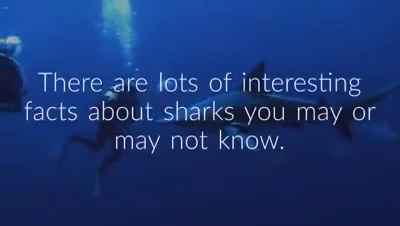 There are lots of interesting
facts about sharks you may or
may not know.